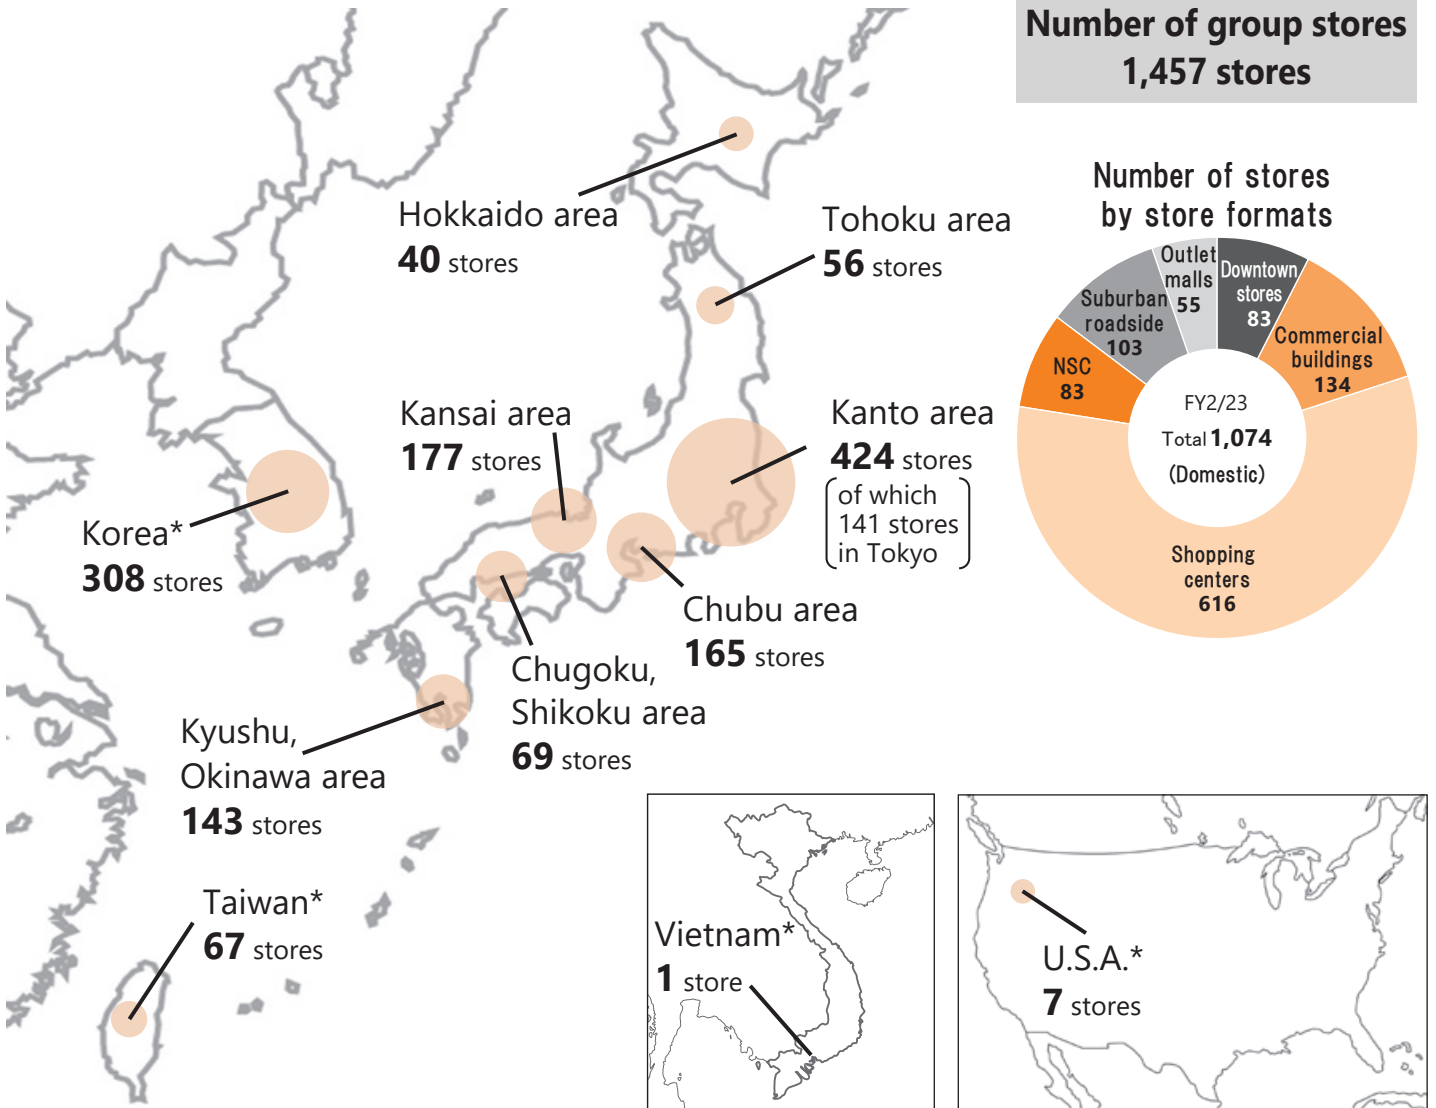 Number of group stores
1,457 stores
Hokkaido area
40 stores
Tohoku area
56 stores
Kansai area
177 stores
Kanto area
424 stores
of which
141 stores
in Tokyo
Korea*
308 stores
Chubu area
165 stores
Chugoku,
Shikoku area
69 stores
Kyushu,
Okinawa area
143 stores
Taiwan*
67 stores
Vietnam*
1 store
U.S.A.*
7 stores
Number of stores
by store formats
Outlet
malls
55
Downtown
stores
83
Suburban
roadside
103
Commercial
buildings
134
NSC
83
FY2/23
Total 1,074
(Domestic)
Shopping
centers
616